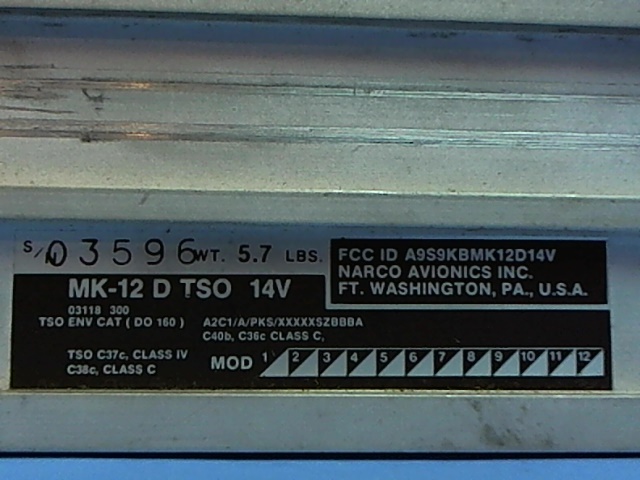 S/N 03596 WT. 5.7 LBS.
FCC ID A9S9KBMK12D14V
NARCO AVIONICS INC.
FT. WASHINGTON, PA., U.S.A.
MK-12 D TSO 14V
03118 300
TSO ENV CAT ( DO 160 ) A2C1/A/PKS/XXXXXSZBBBA
C40b, C36c CLASS C,
TSO C37c, CLASS IV
C38c, CLASS C
MOD 1 2 3 4 5 6 7 8 9 10 11 12